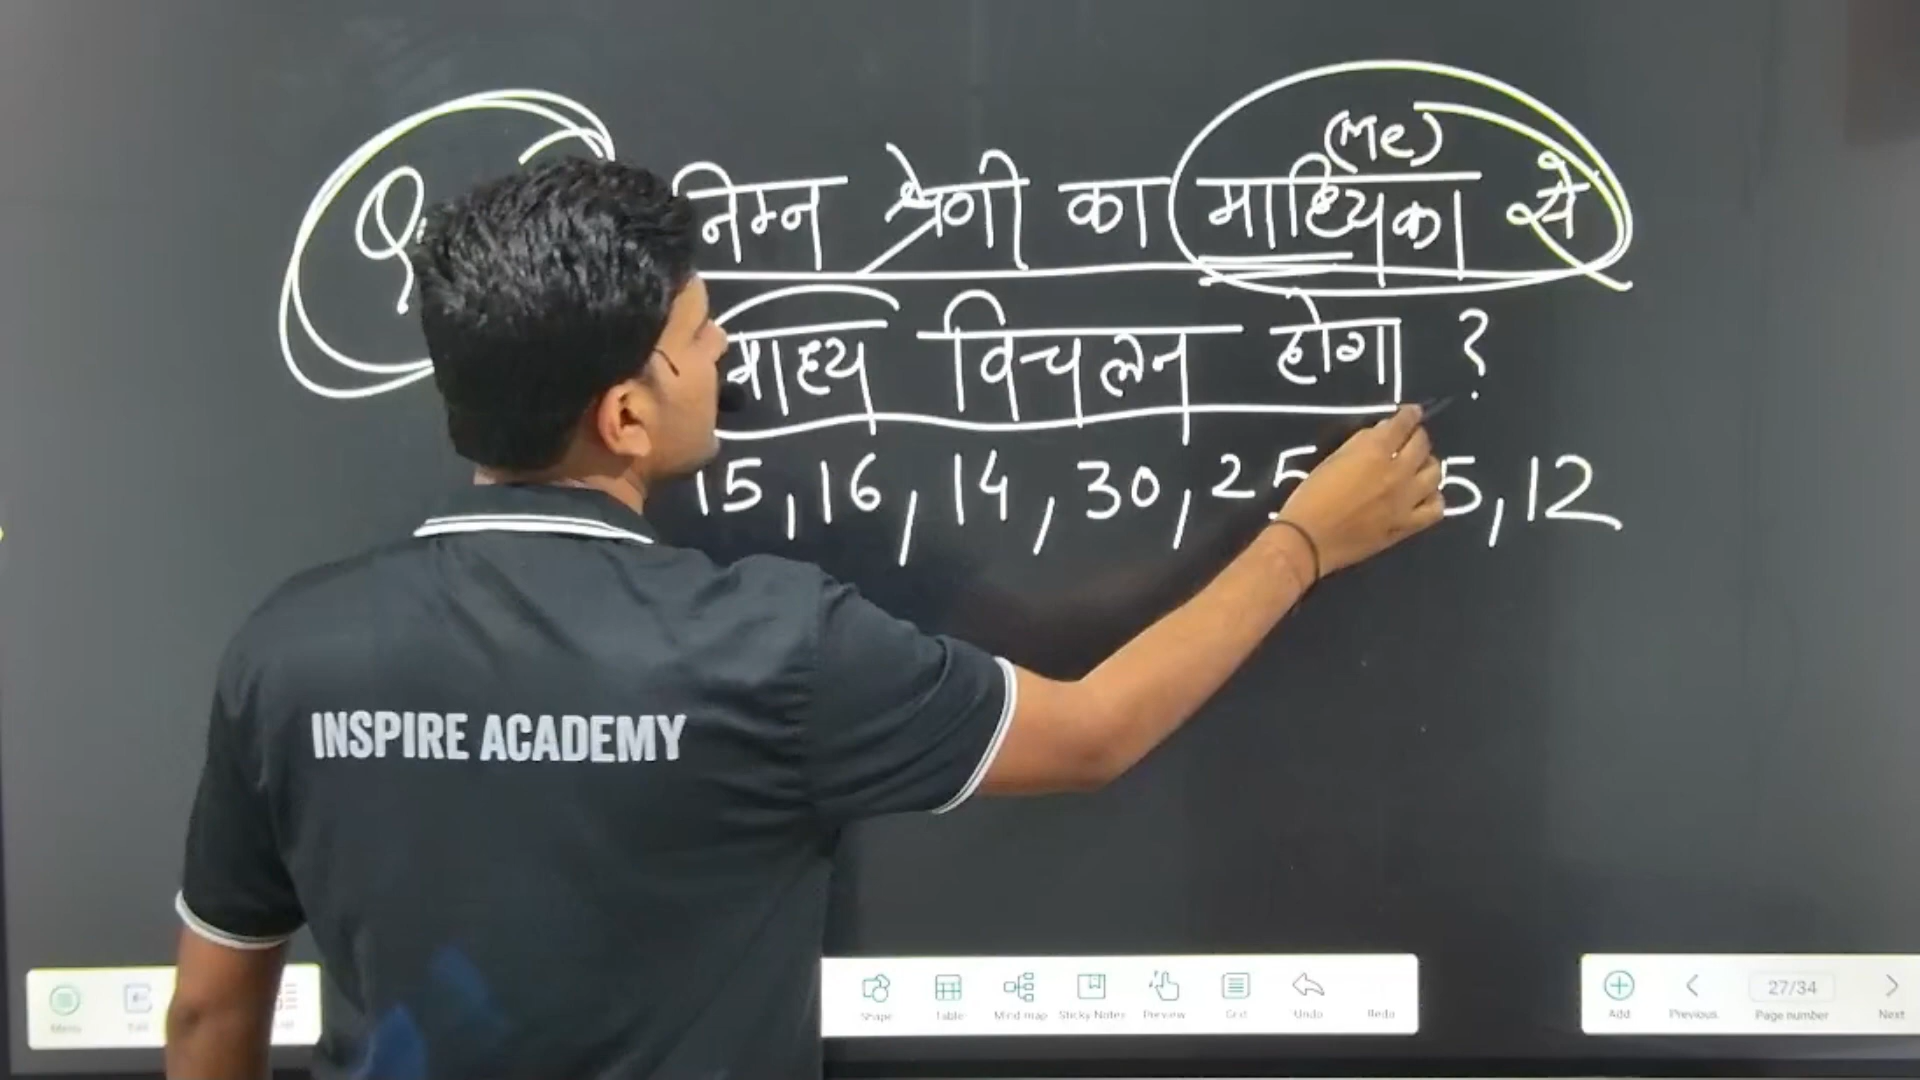 Q
(Me)
निम्न श्रेणी का माध्यिका से
माध्य विचलन होगा ?
15, 16, 14, 30, 25 5, 12
INSPIRE ACADEMY
Menu Shape Table Mind map Sticky Notes Preview Grid Undo Redo Add Previous 27/34 Page number Next